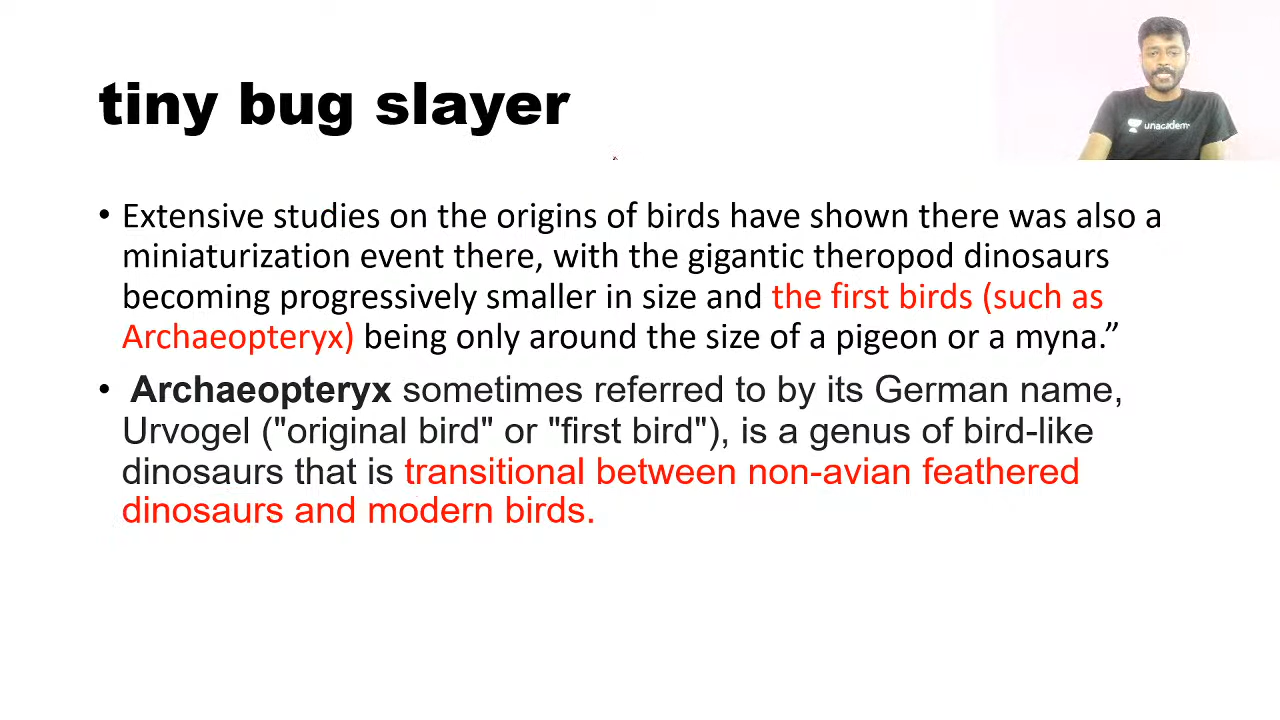 tiny bug slayer
unacademy
• Extensive studies on the origins of birds have shown there was also a
miniaturization event there, with the gigantic theropod dinosaurs
becoming progressively smaller in size and the first birds (such as
Archaeopteryx) being only around the size of a pigeon or a myna.”
• Archaeopteryx sometimes referred to by its German name,
Urvogel ("original bird" or "first bird"), is a genus of bird-like
dinosaurs that is transitional between non-avian feathered
dinosaurs and modern birds.